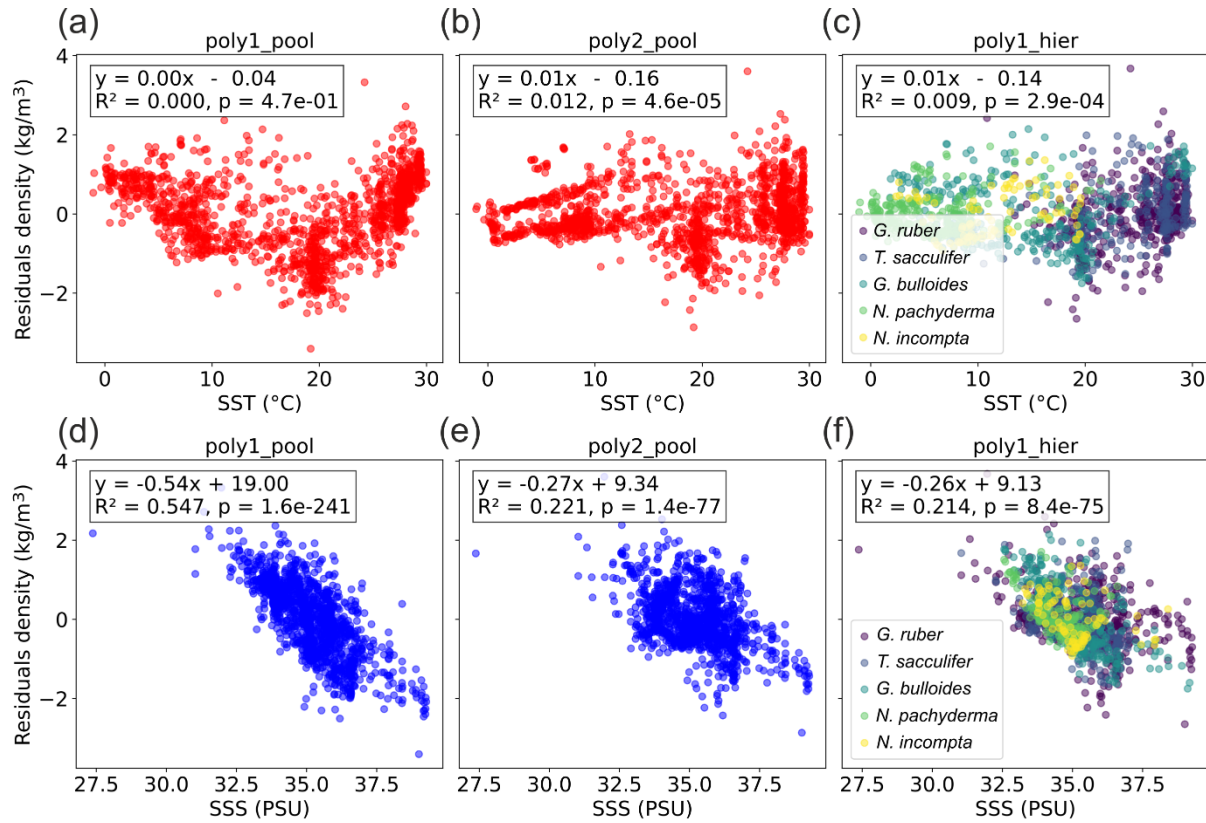 (a)
poly1_pool
y = 0.00x - 0.04
R² = 0.000, p = 4.7e-01
4
2
0
−2
Residuals density (kg/m³)
0 10 20 30
SST (°C)
(b)
poly2_pool
y = 0.01x - 0.16
R² = 0.012, p = 4.6e-05
0 10 20 30
SST (°C)
(c)
poly1_hier
y = 0.01x - 0.14
R² = 0.009, p = 2.9e-04
G. ruber
T. sacculifer
G. bulloides
N. pachyderma
N. incompta
0 10 20 30
SST (°C)
(d)
poly1_pool
y = -0.54x + 19.00
R² = 0.547, p = 1.6e-241
4
2
0
−2
Residuals density (kg/m³)
27.5 30.0 32.5 35.0 37.5
SSS (PSU)
(e)
poly2_pool
y = -0.27x + 9.34
R² = 0.221, p = 1.4e-77
27.5 30.0 32.5 35.0 37.5
SSS (PSU)
(f)
poly1_hier
y = -0.26x + 9.13
R² = 0.214, p = 8.4e-75
G. ruber
T. sacculifer
G. bulloides
N. pachyderma
N. incompta
27.5 30.0 32.5 35.0 37.5
SSS (PSU)